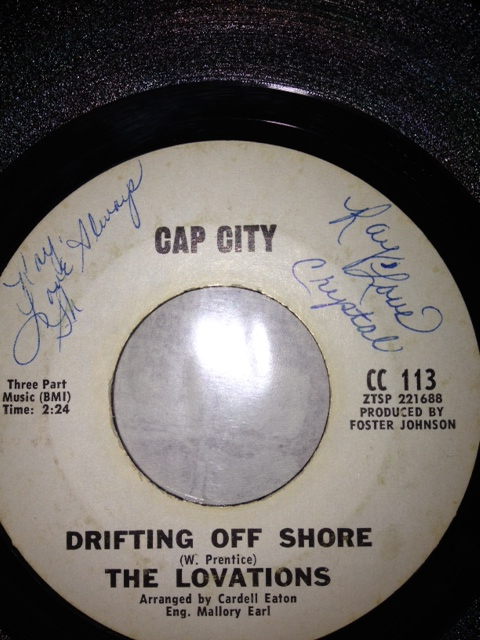 CAP CITY
Ray,
Love Always
Ray,
Love
Crystal
Three Part
Music (BMI)
Time: 2:24
CC 113
ZTSP 221688
PRODUCED BY
FOSTER JOHNSON
DRIFTING OFF SHORE
(W. Prentice)
THE LOVATIONS
Arranged by Cardell Eaton
Eng. Mallory Earl